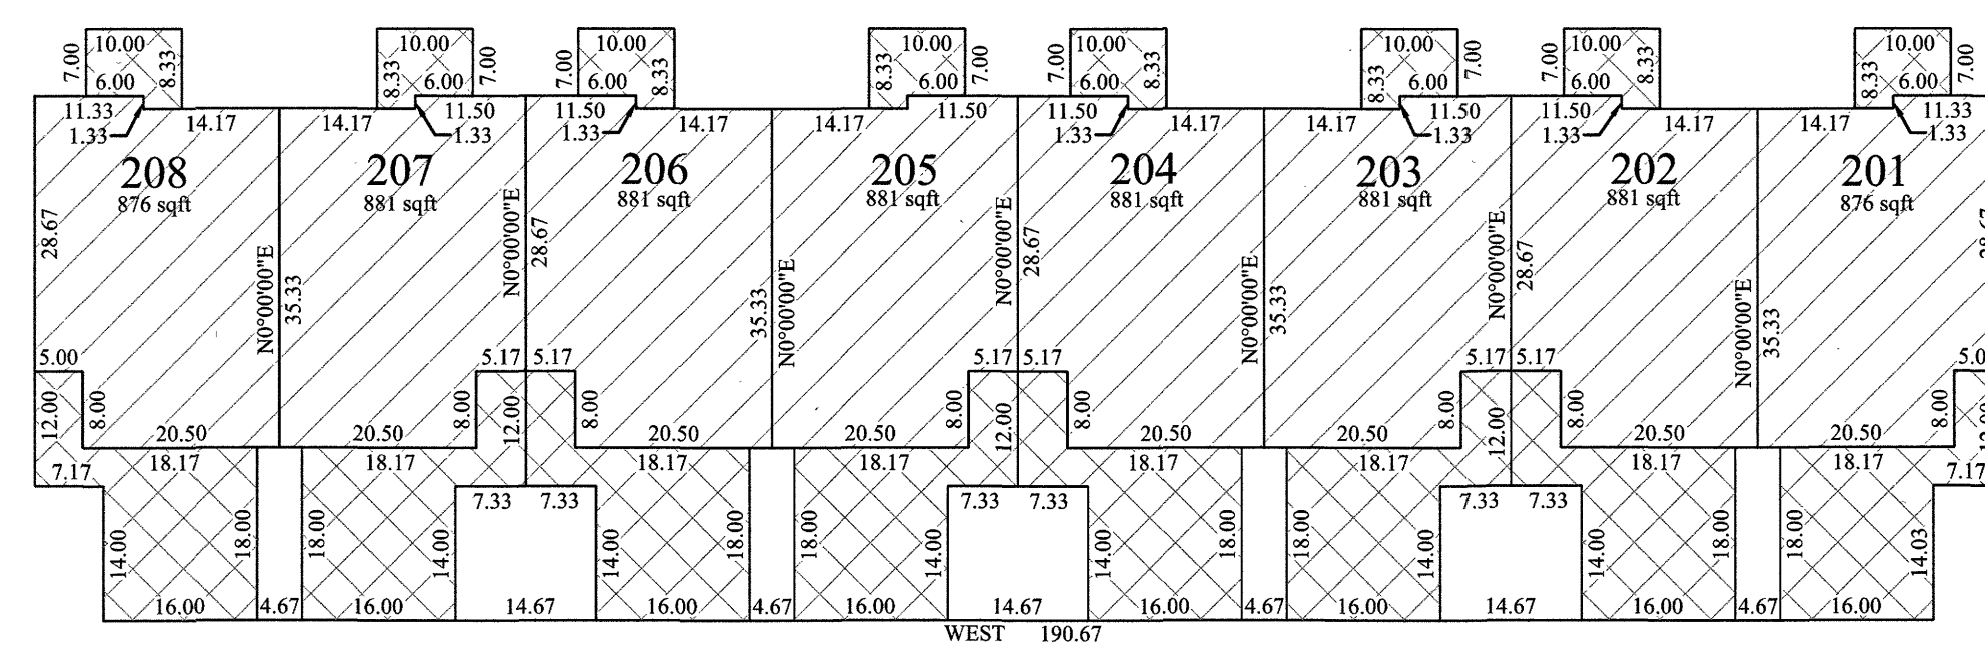 10.00 10.00 10.00 10.00 10.00 10.00 10.00 10.00
7.00 8.33 8.33 7.00 7.00 8.33 8.33 7.00 7.00 8.33 8.33 7.00 7.00 8.33 8.33 7.00
6.00 6.00 6.00 6.00 6.00 6.00 6.00 6.00
11.33 11.50 11.50 11.50 11.50 11.50 11.50 11.33
14.17 14.17 14.17 14.17 14.17 14.17 14.17 14.17
1.33 1.33 1.33 1.33 1.33 1.33 1.33
208 207 206 205 204 203 202 201
876 sqft 881 sqft 881 sqft 881 sqft 881 sqft 881 sqft 881 sqft 876 sqft
28.67 N0°00'00"E 28.67 N0°00'00"E 28.67 N0°00'00"E 28.67
N0°00'00"E 35.33 35.33 N0°00'00"E N0°00'00"E 35.33 N0°00'00"E 35.33
5.00 5.17 5.17 5.17 5.17 5.17 5.17
12.00 8.00 8.00 12.00 8.00 8.00 12.00 8.00 8.00 12.00 8.00 8.00
20.50 20.50 20.50 20.50 20.50 20.50 20.50 20.50
7.17 18.17 18.17 18.17 18.17 18.17 18.17 18.17 18.17 7.17
7.33 7.33 7.33 7.33 7.33 7.33
14.00 18.00 18.00 14.00 14.00 18.00 18.00 14.00 14.00 18.00 18.00 14.00 14.00 18.00 18.00 14.03
16.00 4.67 16.00 14.67 16.00 4.67 16.00 14.67 16.00 4.67 16.00 14.67 16.00 4.67 16.00
WEST 190.67